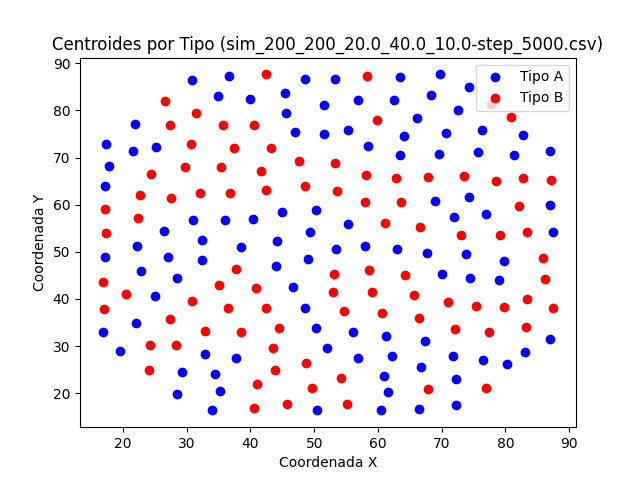 Centroides por Tipo (sim_200_200_20.0_40.0_10.0-step_5000.csv)
Tipo A
Tipo B
90
80
70
60
50
40
30
20
Coordenada Y
20 30 40 50 60 70 80 90
Coordenada X